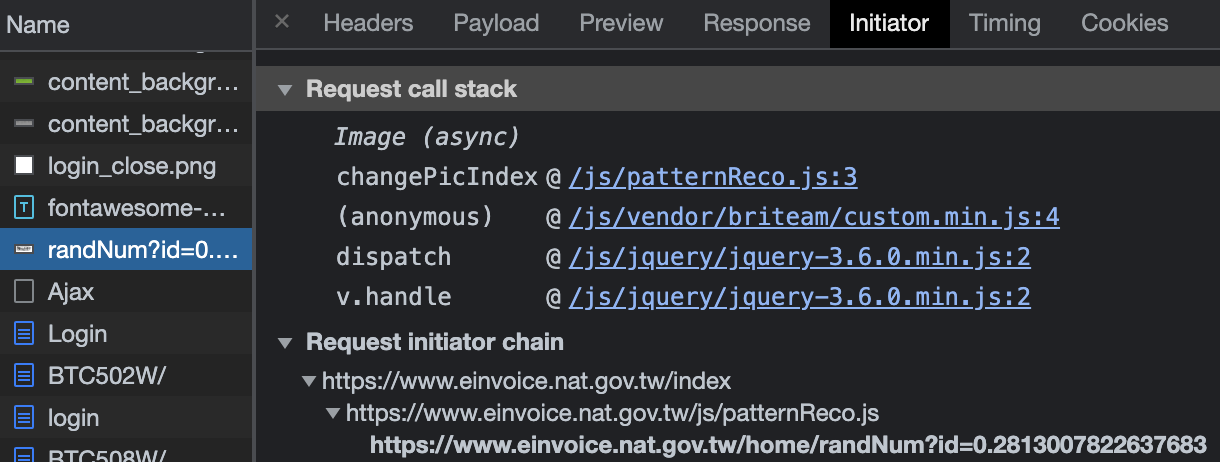 Name
× Headers Payload Preview Response Initiator Timing Cookies
content_backgr...
content_backgr...
login_close.png
fontawesome-...
randNum?id=0....
Ajax
Login
BTC502W/
login
BTC508W/
Request call stack
Image (async)
changePicIndex @ /js/patternReco.js:3
(anonymous) @ /js/vendor/briteam/custom.min.js:4
dispatch @ /js/jquery/jquery-3.6.0.min.js:2
v.handle @ /js/jquery/jquery-3.6.0.min.js:2
Request initiator chain
https://www.einvoice.nat.gov.tw/index
https://www.einvoice.nat.gov.tw/js/patternReco.js
https://www.einvoice.nat.gov.tw/home/randNum?id=0.2813007822637683